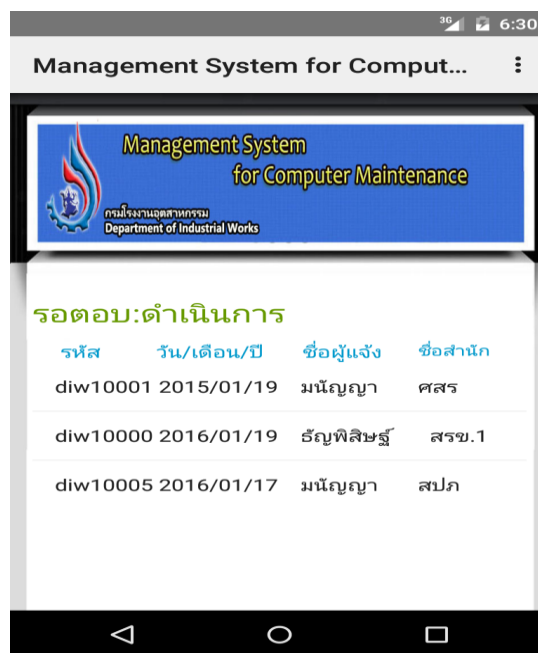 3G 6:30
Management System for Comput...
Management System
for Computer Maintenance
กรมโรงงานอุตสาหกรรม
Department of Industrial Works
รอตอบ:ดำเนินการ
รหัส วัน/เดือน/ปี ชื่อผู้แจ้ง ชื่อสำนัก
diw10001 2015/01/19 มนัญญา ศสร
diw10000 2016/01/19 ธัญพิสิษฐ์ สรข.1
diw10005 2016/01/17 มนัญญา สปภ